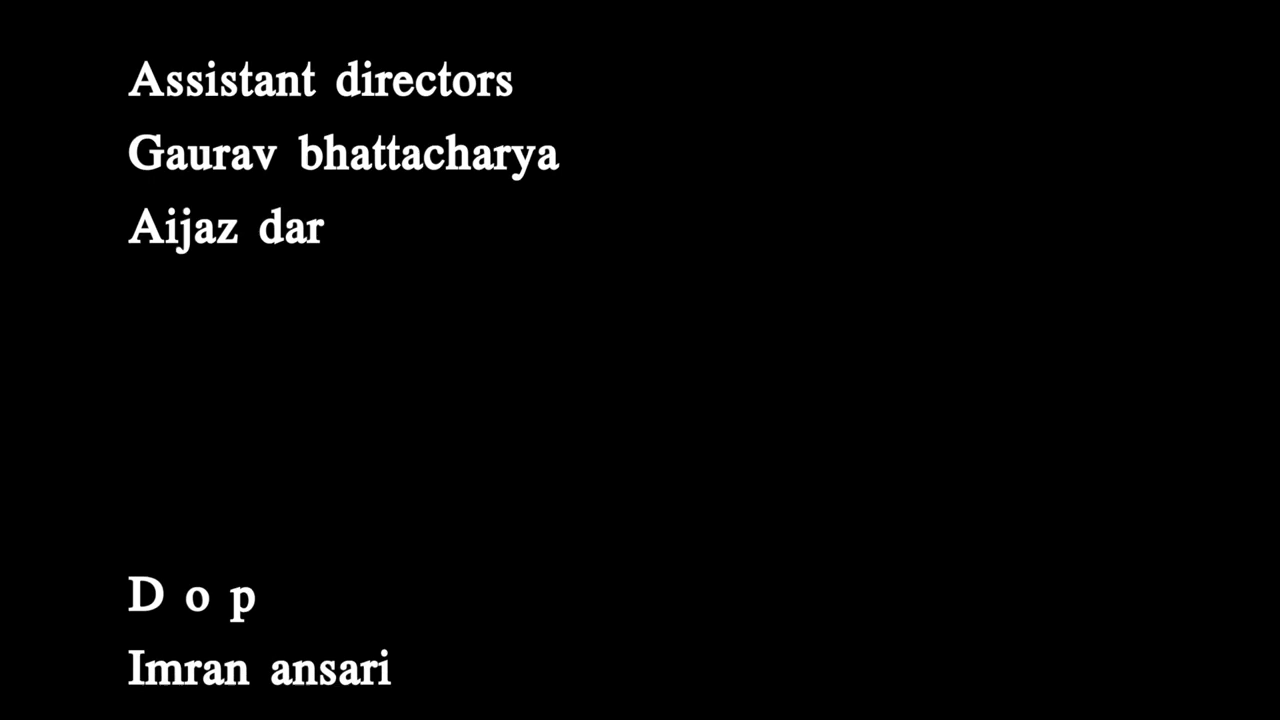 Assistant directors
Gaurav bhattacharya
Aijaz dar
D o p
Imran ansari